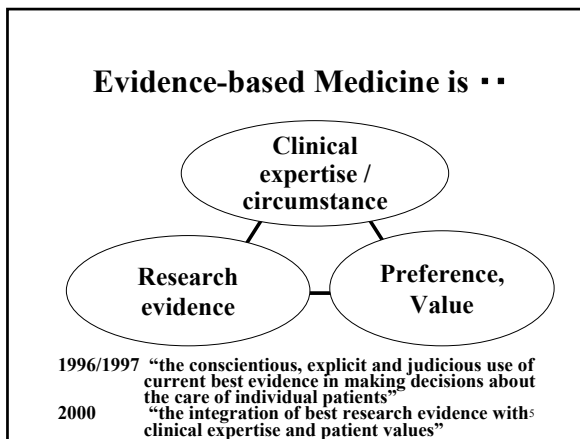 Evidence-based Medicine is ··
Clinical
expertise /
circumstance
Research
evidence
Preference,
Value
1996/1997 “the conscientious, explicit and judicious use of
current best evidence in making decisions about
the care of individual patients”
2000 “the integration of best research evidence with
clinical expertise and patient values”
5